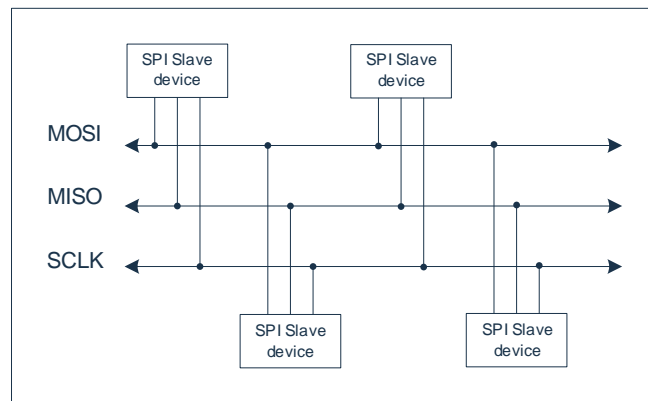 SPI Slave
device
SPI Slave
device
MOSI
MISO
SCLK
SPI Slave
device
SPI Slave
device